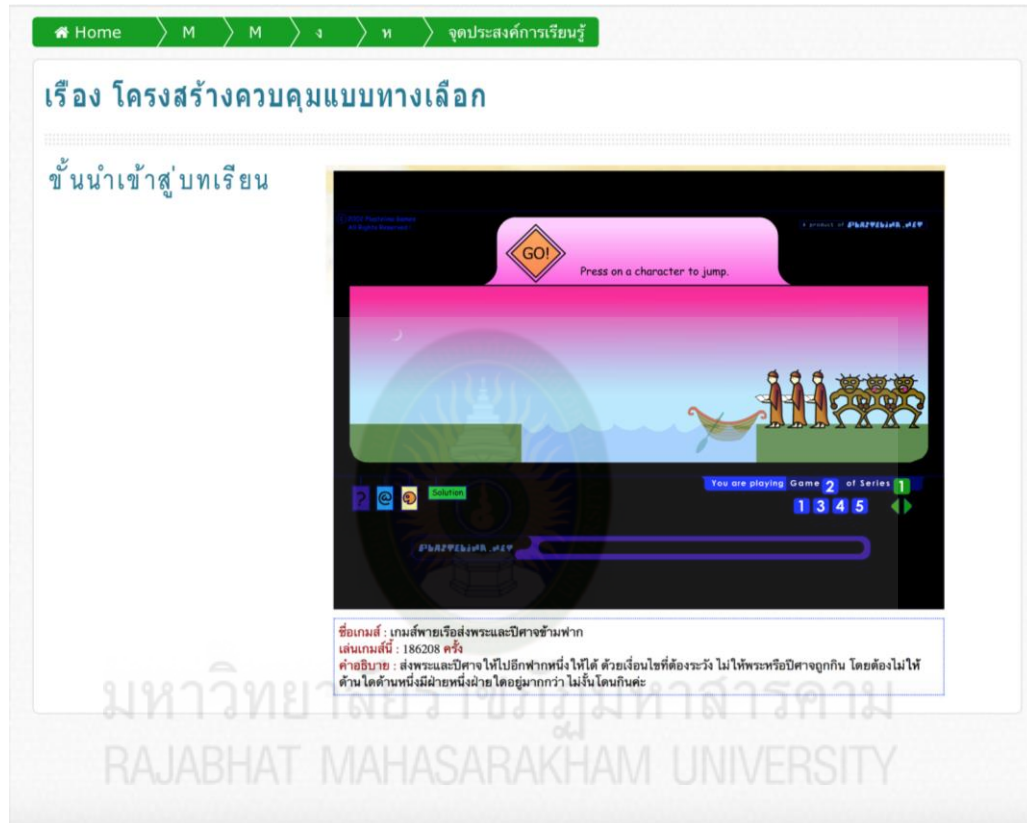 Home M M ง ท จุดประสงค์การเรียนรู้
เรื่อง โครงสร้างควบคุมแบบทางเลือก
ขั้นนำเข้าสู่บทเรียน
All Rights Reserved
A product of
GO!
Press on a character to jump.
? @
Solution
You are playing Game 2 of Series 1
1 3 4 5
ชื่อเกมส์ : เกมส์พายเรือส่งพระและปีศาจข้ามฟาก
เล่นเกมส์นี้ : 186208 ครั้ง
คำอธิบาย : ส่งพระและปีศาจให้ไปอีกฟากหนึ่งให้ได้ ด้วยเงื่อนไขที่ต้องระวัง ไม่ให้พระหรือปีศาจถูกกิน โดยต้องไม่ให้
ด้านใดด้านหนึ่งมีฝ่ายหนึ่งฝ่ายใดอยู่มากกว่า ไม่งั้นโดนกินค่ะ
มหาวิทยาลัยราชภัฏมหาสารคาม
RAJABHAT MAHASARAKHAM UNIVERSITY